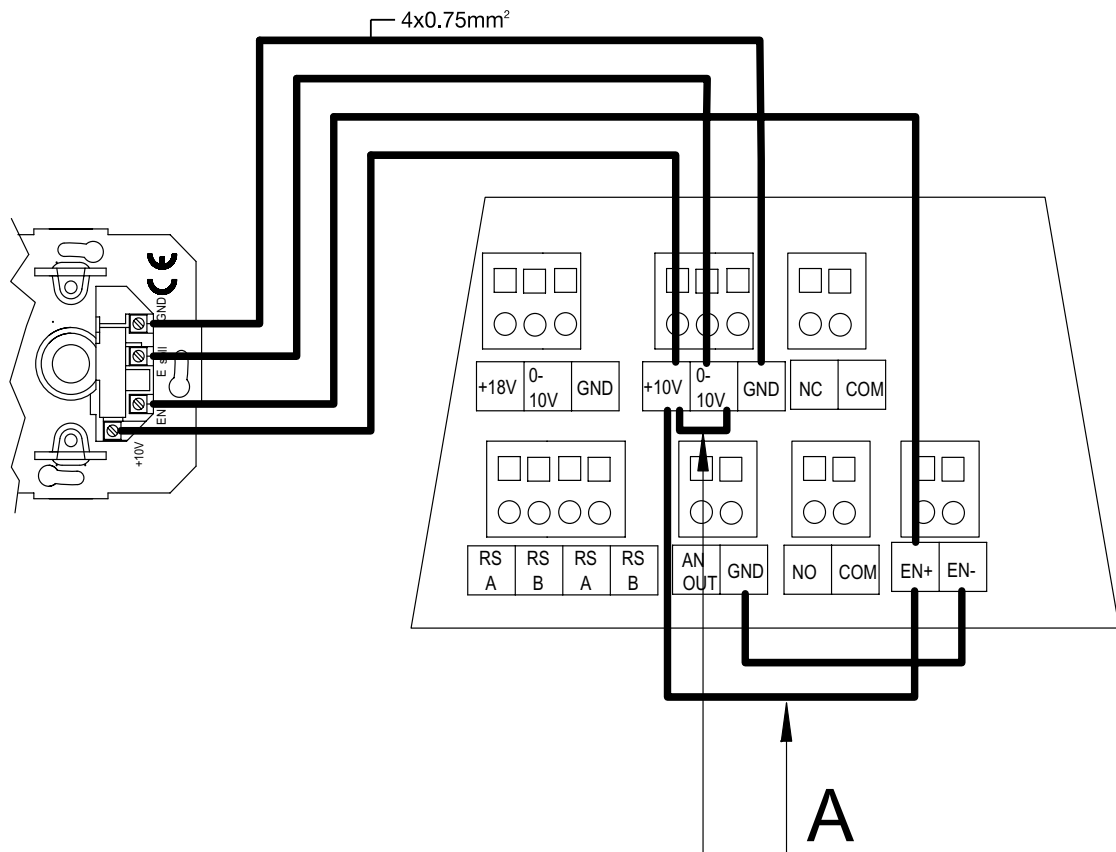 4x0.75mm²
CE
GND
E
EN
+10V
+18V
0-
10V
GND
+10V
0-
10V
GND
NC
COM
RS
A
RS
B
RS
A
RS
B
AN
OUT
GND
NO
COM
EN+
EN-
A